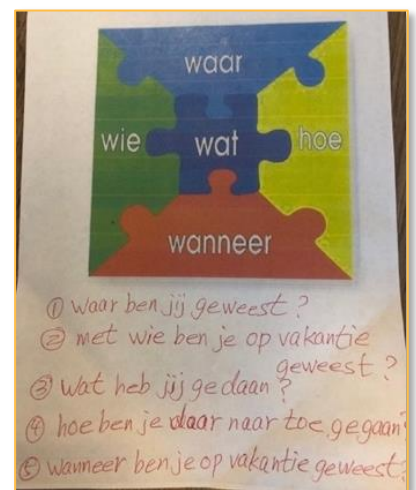 waar
wie wat hoe
wanneer
① waar ben jij geweest?
② met wie ben je op vakantie
geweest?
③ wat heb jij gedaan?
④ hoe ben je daar naar toe gegaan?
⑤ wanneer ben je op vakantie geweest?